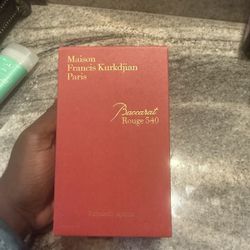 Maison
Francis Kurkdjian
Paris
Baccarat
Rouge 540